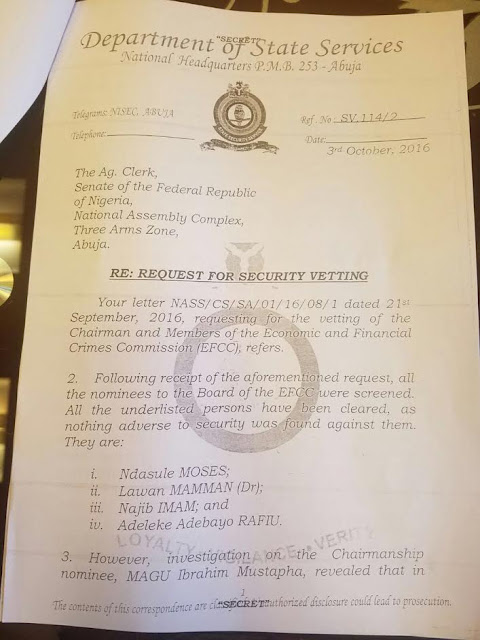 "SECRET"
Department of State Services
National Headquarters P.M.B. 253 - Abuja
Telegrams: NISEC, ABUJA
Telephone:
Ref. No SV.114/2
Date:
3rd October, 2016
The Ag. Clerk,
Senate of the Federal Republic
of Nigeria,
National Assembly Complex,
Three Arms Zone,
Abuja.
RE: REQUEST FOR SECURITY VETTING
Your letter NASS/CS/SA/01/16/08/1 dated 21st
September, 2016, requesting for the vetting of the
Chairman and Members of the Economic and Financial
Crimes Commission (EFCC), refers.
2. Following receipt of the aforementioned request, all
the nominees to the Board of the EFCC were screened.
All the underlisted persons have been cleared, as
nothing adverse to security was found against them.
They are:
i. Ndasule MOSES;
ii. Lawan MAMMAN (Dr);
iii. Najib IMAM; and
iv. Adeleke Adebayo RAFIU.
LOYALTY VIGILANCE VERITY
3. However, investigation on the Chairmanship
nominee, MAGU Ibrahim Mustapha, revealed that in
1
The contents of this correspondence are disclosure could lead to prosecution.
"SECRET"